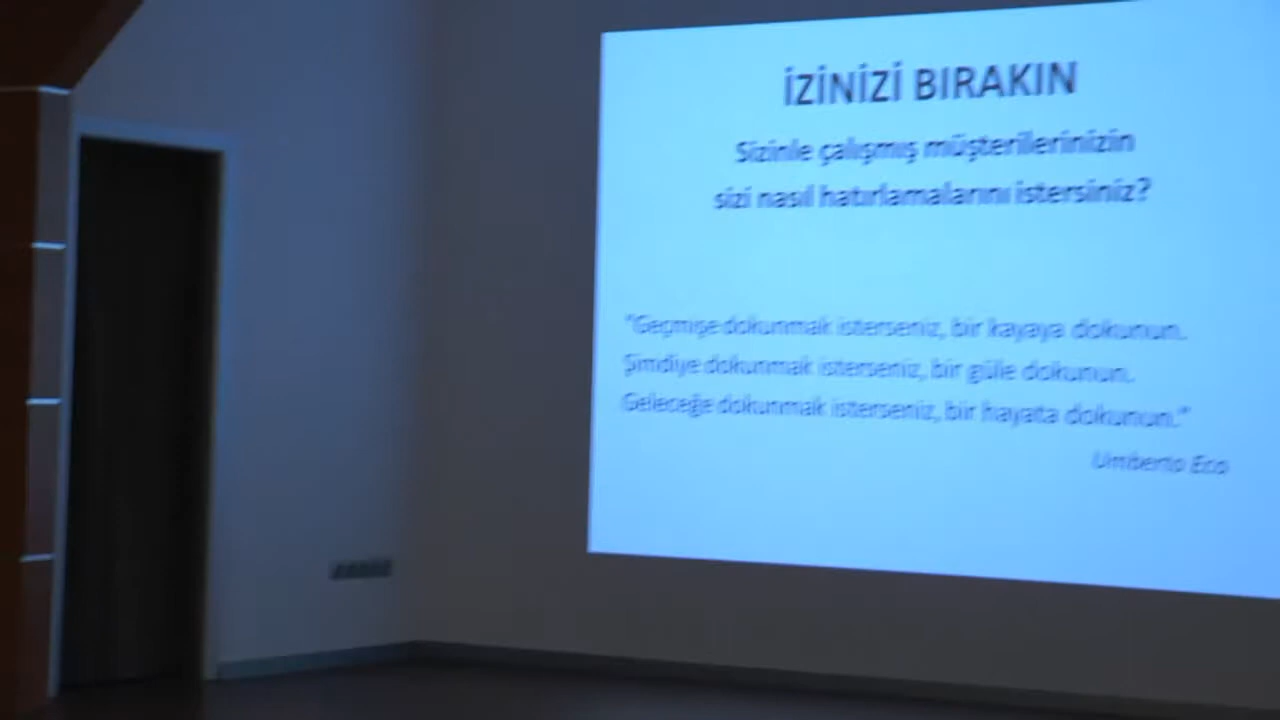 İZİNİZİ BIRAKIN
Sizinle çalışmış müşterilerinizin
sizi nasıl hatırlamalarını istersiniz?
"Geçmişe dokunmak isterseniz, bir kayaya dokunun.
Şimdiye dokunmak isterseniz, bir güle dokunun.
Geleceğe dokunmak isterseniz, bir hayata dokunun."
Umberto Eco